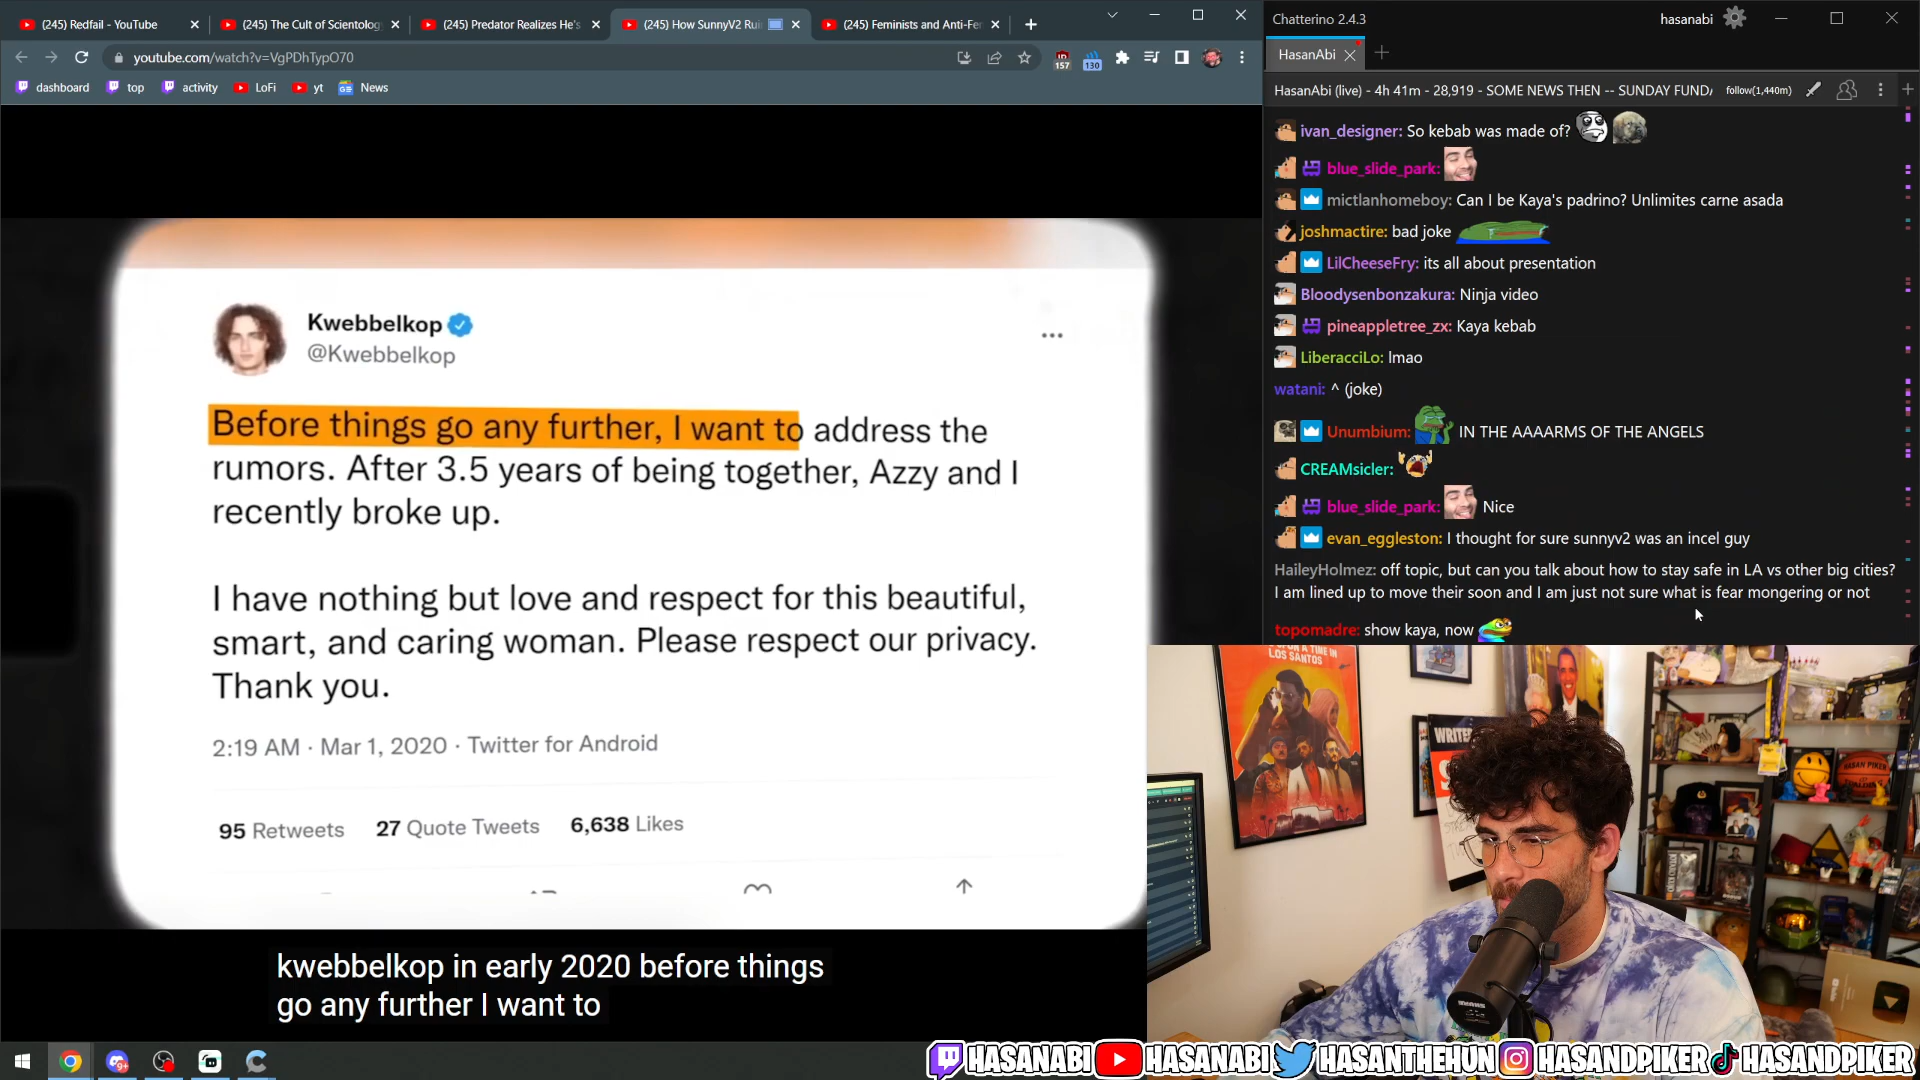 (245) Redfail - YouTube
(245) The Cult of Scientolog
(245) Predator Realizes He's
(245) How SunnyV2 Rui
(245) Feminists and Anti-Fe
youtube.com/watch?v=VgPDhTypO70
157
130
dashboard
top
activity
LoFi
yt
News
Kwebbelkop
@Kwebbelkop
Before things go any further, I want to address the
rumors. After 3.5 years of being together, Azzy and I
recently broke up.
I have nothing but love and respect for this beautiful,
smart, and caring woman. Please respect our privacy.
Thank you.
2:19 AM · Mar 1, 2020 · Twitter for Android
95 Retweets 27 Quote Tweets 6,638 Likes
kwebbelkop in early 2020 before things
go any further I want to
Chatterino 2.4.3
hasanabi
HasanAbi
HasanAbi (live) - 4h 41m - 28,919 - SOME NEWS THEN -- SUNDAY FUND
follow(1,440m)
ivan_designer: So kebab was made of?
blue_slide_park:
mictlanhomeboy: Can I be Kaya's padrino? Unlimites carne asada
joshmactire: bad joke
LilCheeseFry: its all about presentation
Bloodysenbonzakura: Ninja video
pineappletree_zx: Kaya kebab
LiberacciLo: lmao
watani: ^ (joke)
Unumbium: IN THE AAAARMS OF THE ANGELS
CREAMsicler:
blue_slide_park: Nice
evan_eggleston: I thought for sure sunnyv2 was an incel guy
HaileyHolmez: off topic, but can you talk about how to stay safe in LA vs other big cities?
I am lined up to move their soon and I am just not sure what is fear mongering or not
topomadre: show kaya, now
LOS SANTOS
HASAN PIKER
HASANABI
HASANABI
HASANTHEHUN
HASANDPIKER
HASANDPIKER